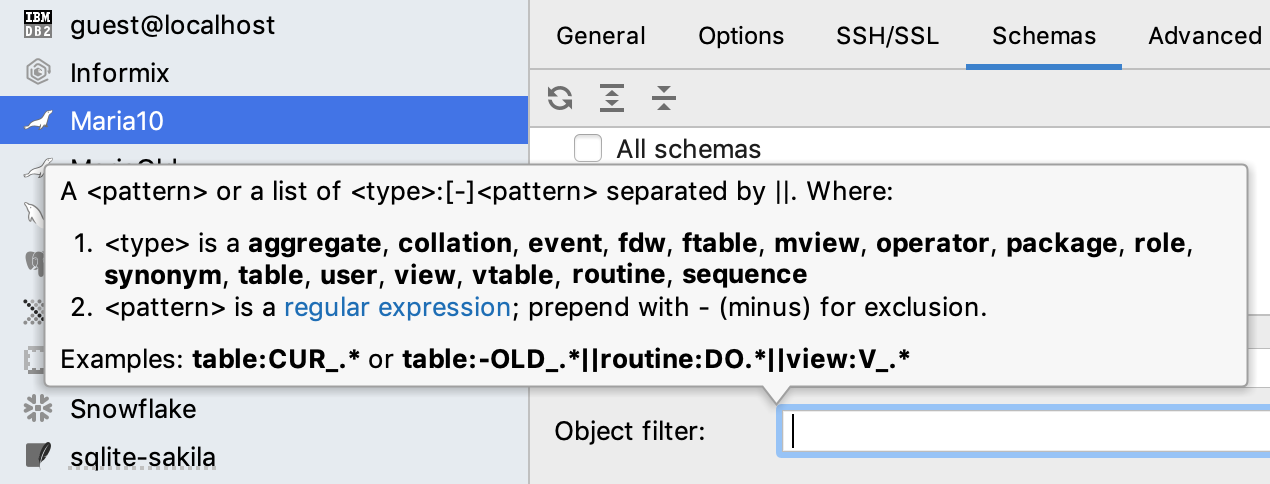 IBM
DB2
guest@localhost
Informix
Maria10
General Options SSH/SSL Schemas Advanced
All schemas
A <pattern> or a list of <type>:[-]<pattern> separated by ||. Where:
1. <type> is a aggregate, collation, event, fdw, ftable, mview, operator, package, role,
synonym, table, user, view, vtable, routine, sequence
2. <pattern> is a regular expression; prepend with - (minus) for exclusion.
Examples: table:CUR_.* or table:-OLD_.*||routine:DO.*||view:V_.*
Snowflake
sqlite-sakila
Object filter: